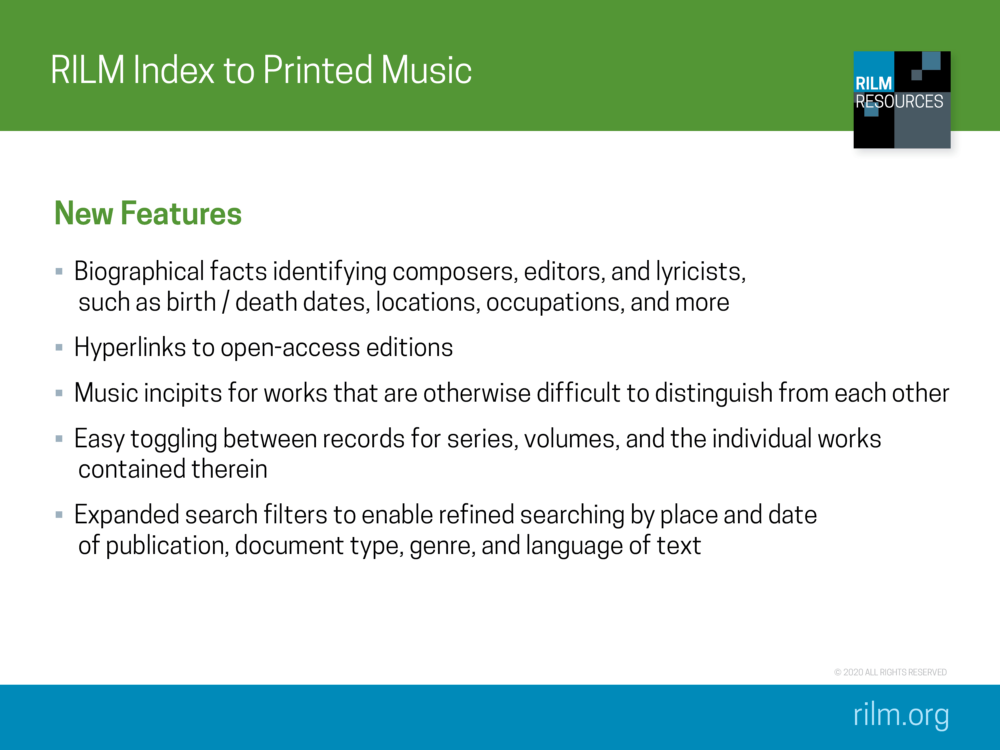 RILM Index to Printed Music
RILM
RESOURCES
New Features
▪ Biographical facts identifying composers, editors, and lyricists,
such as birth / death dates, locations, occupations, and more
▪ Hyperlinks to open-access editions
▪ Music incipits for works that are otherwise difficult to distinguish from each other
▪ Easy toggling between records for series, volumes, and the individual works
contained therein
▪ Expanded search filters to enable refined searching by place and date
of publication, document type, genre, and language of text
© 2020 ALL RIGHTS RESERVED
rilm.org